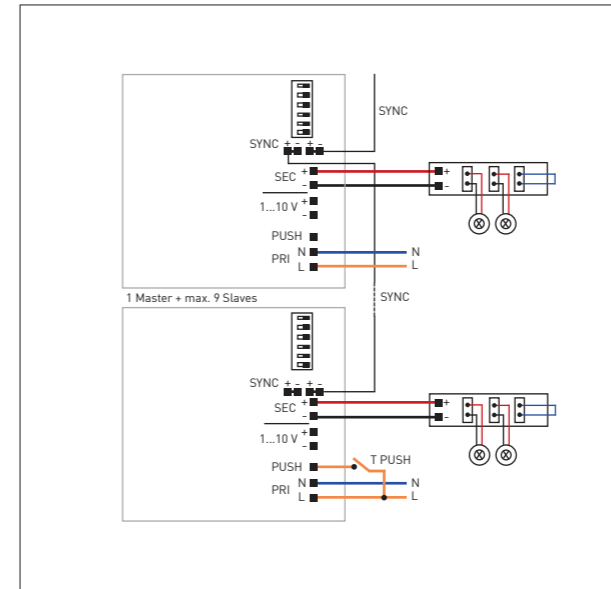 SYNC
SYNC + - + -
SEC + -
+ -
1...10 V + -
PUSH
PRI N L
N
L
1 Master + max. 9 Slaves
SYNC
SYNC + - + -
SEC + -
+ -
1...10 V + -
T PUSH
PUSH
PRI N L
N
L